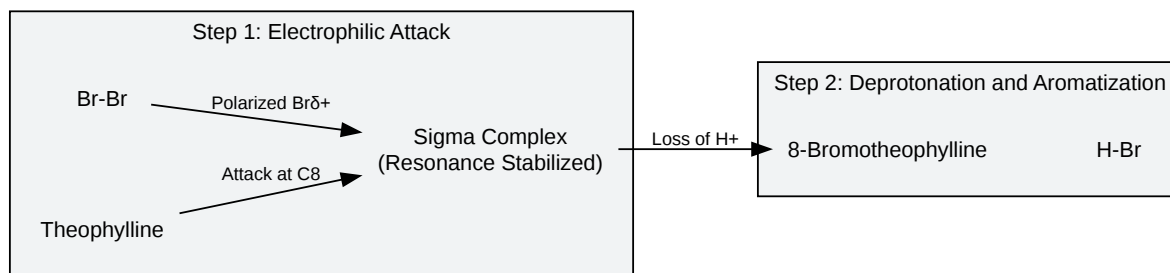 Step 1: Electrophilic Attack
Br-Br
Polarized Brδ+
Sigma Complex
(Resonance Stabilized)
Attack at C8
Theophylline
Loss of H+
Step 2: Deprotonation and Aromatization
8-Bromotheophylline
H-Br